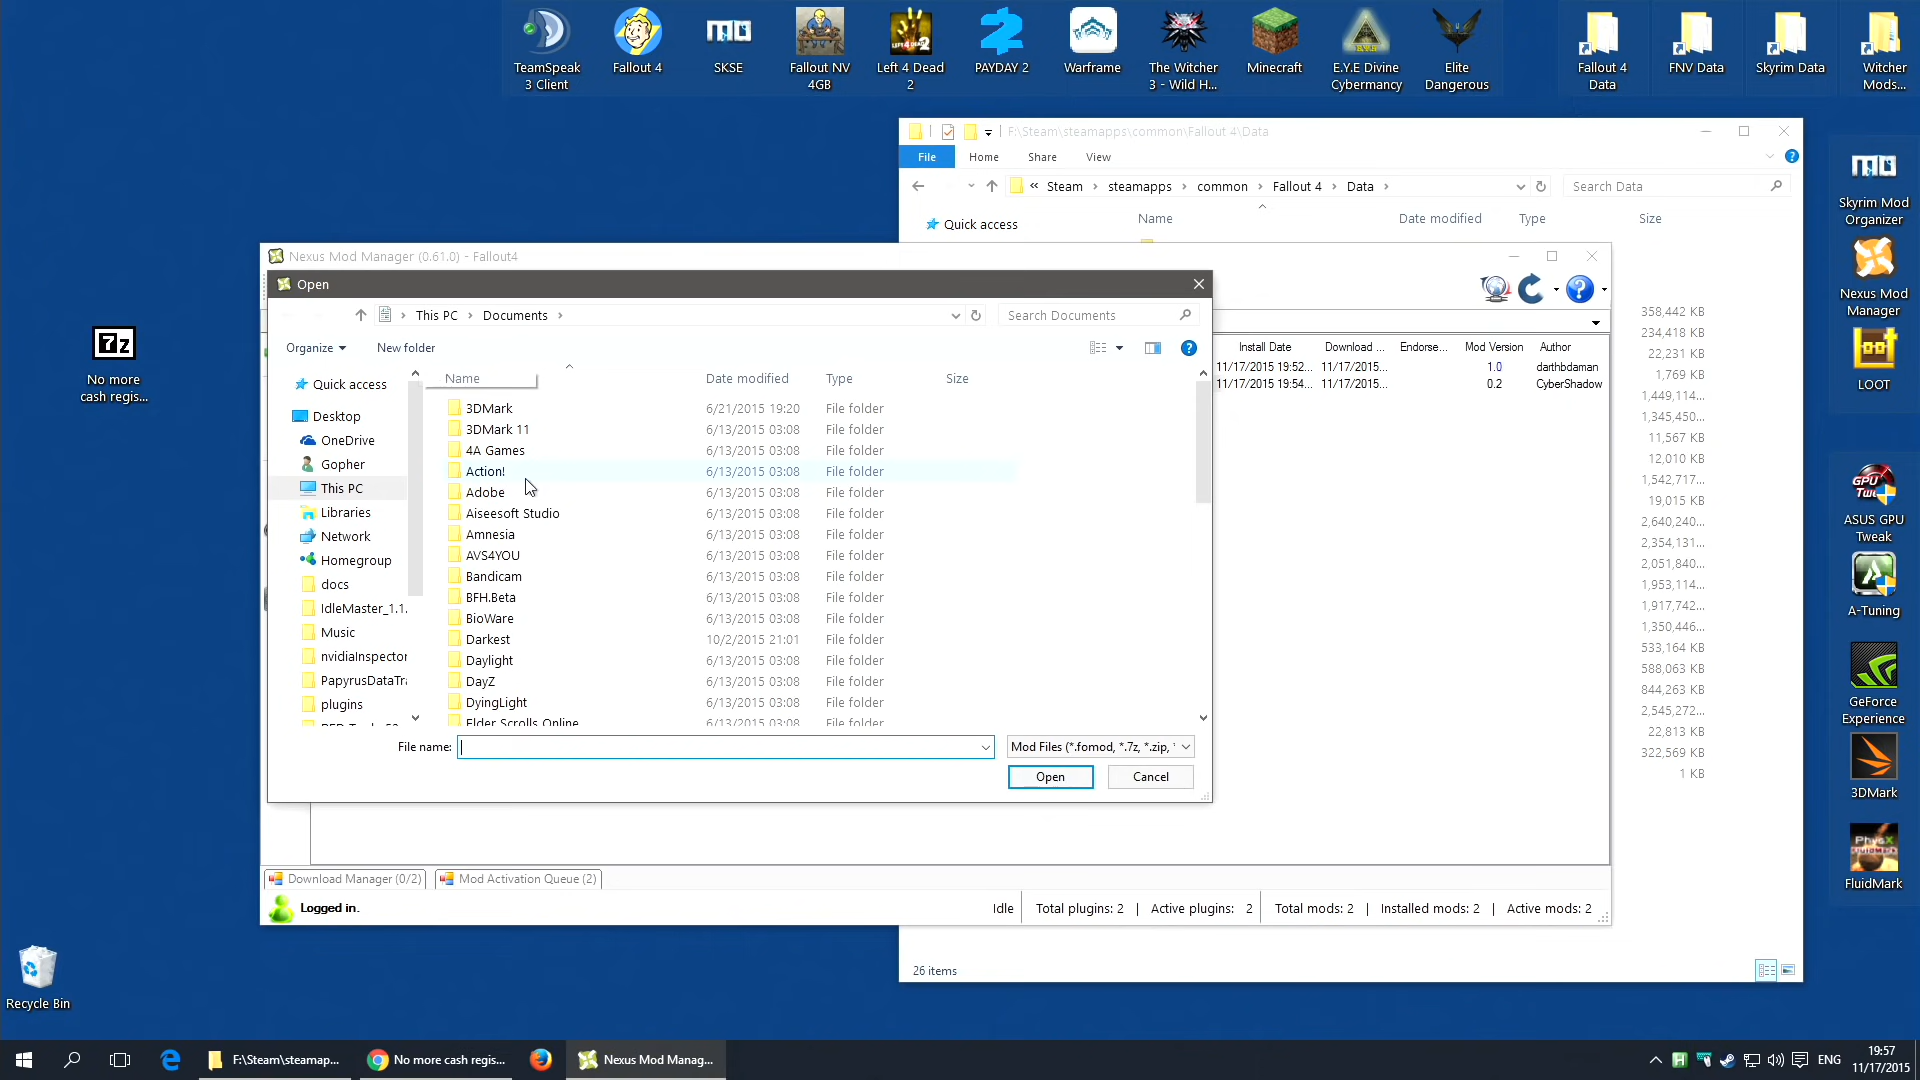 TeamSpeak
3 Client
Fallout 4
SKSE
Fallout NV
4GB
Left 4 Dead
2
PAYDAY 2
Warframe
The Witcher
3 - Wild H...
Minecraft
E.Y.E Divine
Cybermancy
Elite
Dangerous
Fallout 4
Data
FNV Data
Skyrim Data
Witcher
Mods...
F:\Steam\steamapps\common\Fallout 4\Data
File
Home
Share
View
« Steam > steamapps > common > Fallout 4 > Data >
Search Data
Quick access
Name
Date modified
Type
Size
Skyrim Mod
Organizer
Nexus Mod
Manager
LOOT
ASUS GPU
Tweak
A-Tuning
GeForce
Experience
3DMark
FluidMark
7z
No more
cash regis...
Recycle Bin
Nexus Mod Manager (0.61.0) - Fallout4
Open
This PC > Documents >
Search Documents
Organize
New folder
Quick access
Desktop
OneDrive
Gopher
This PC
Libraries
Network
Homegroup
docs
IdleMaster_1.1.
Music
nvidiaInspector
PapyrusDataTr
plugins
Name
Date modified
Type
Size
3DMark 6/21/2015 19:20 File folder
3DMark 11 6/13/2015 03:08 File folder
4A Games 6/13/2015 03:08 File folder
Action! 6/13/2015 03:08 File folder
Adobe 6/13/2015 03:08 File folder
Aiseesoft Studio 6/13/2015 03:08 File folder
Amnesia 6/13/2015 03:08 File folder
AVS4YOU 6/13/2015 03:08 File folder
Bandicam 6/13/2015 03:08 File folder
BFH.Beta 6/13/2015 03:08 File folder
BioWare 6/13/2015 03:08 File folder
Darkest 10/2/2015 21:01 File folder
Daylight 6/13/2015 03:08 File folder
DayZ 6/13/2015 03:08 File folder
DyingLight 6/13/2015 03:08 File folder
Elder Scrolls Online 6/13/2015 03:08 File folder
File name:
Mod Files (*.fomod, *.7z, *.zip, *
Open
Cancel
Install Date
Download ...
Endorse...
Mod Version
Author
11/17/2015 19:52... 11/17/2015... 1.0 darthbdaman
11/17/2015 19:54... 11/17/2015... 0.2 CyberShadow
358,442 KB
234,418 KB
22,231 KB
1,769 KB
1,449,114...
1,345,450...
11,567 KB
12,010 KB
1,542,717...
19,015 KB
2,640,240...
2,354,131...
2,051,840...
1,953,114...
1,917,742...
1,350,446...
533,164 KB
588,063 KB
844,263 KB
2,545,272...
22,813 KB
322,569 KB
1 KB
Download Manager (0/2)
Mod Activation Queue (2)
Logged in.
Idle
Total plugins: 2 | Active plugins: 2
Total mods: 2 | Installed mods: 2 | Active mods: 2
26 items
F:\Steam\steamap...
No more cash regis...
Nexus Mod Manag...
ENG
19:57
11/17/2015